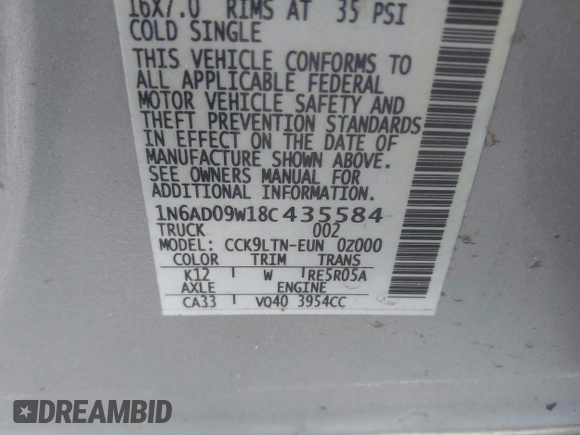 16X7.0 RIMS AT 35 PSI
COLD SINGLE
THIS VEHICLE CONFORMS TO
ALL APPLICABLE FEDERAL
MOTOR VEHICLE SAFETY AND
THEFT PREVENTION STANDARDS
IN EFFECT ON THE DATE OF
MANUFACTURE SHOWN ABOVE.
SEE OWNERS MANUAL FOR
ADDITIONAL INFORMATION.
1N6AD09W18C435584
TRUCK 002
MODEL: CCK9LTN-EUN 0Z000
COLOR TRIM TRANS
K12 W RE5R05A
AXLE ENGINE
CA33 VQ40 3954CC
DREAMBID